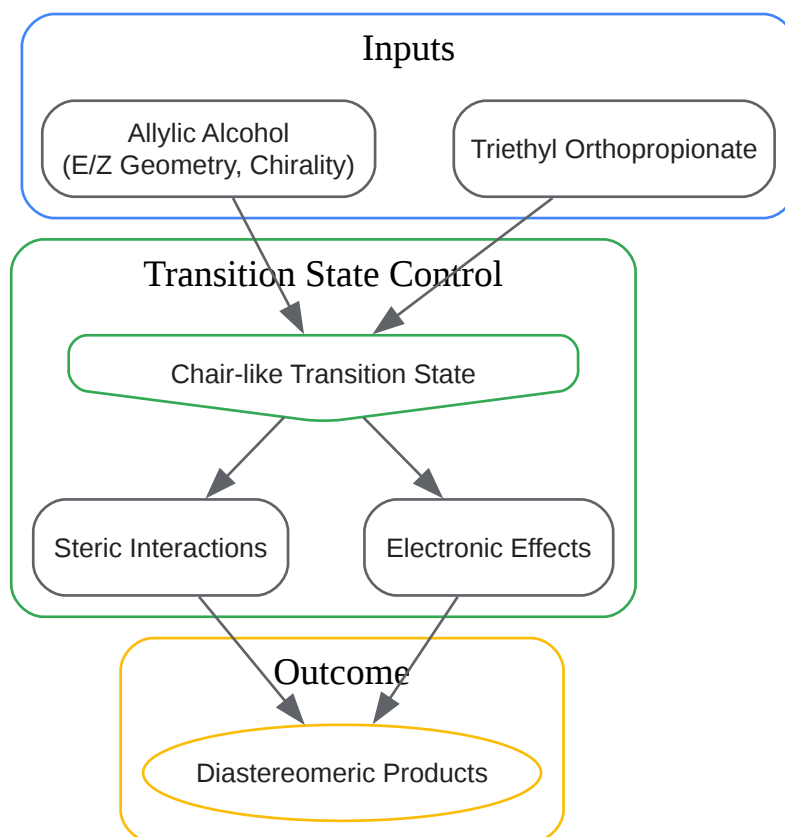 Inputs
Allylic Alcohol
(E/Z Geometry, Chirality)
Triethyl Orthopropionate
Transition State Control
Chair-like Transition State
Steric Interactions
Electronic Effects
Outcome
Diastereomeric Products